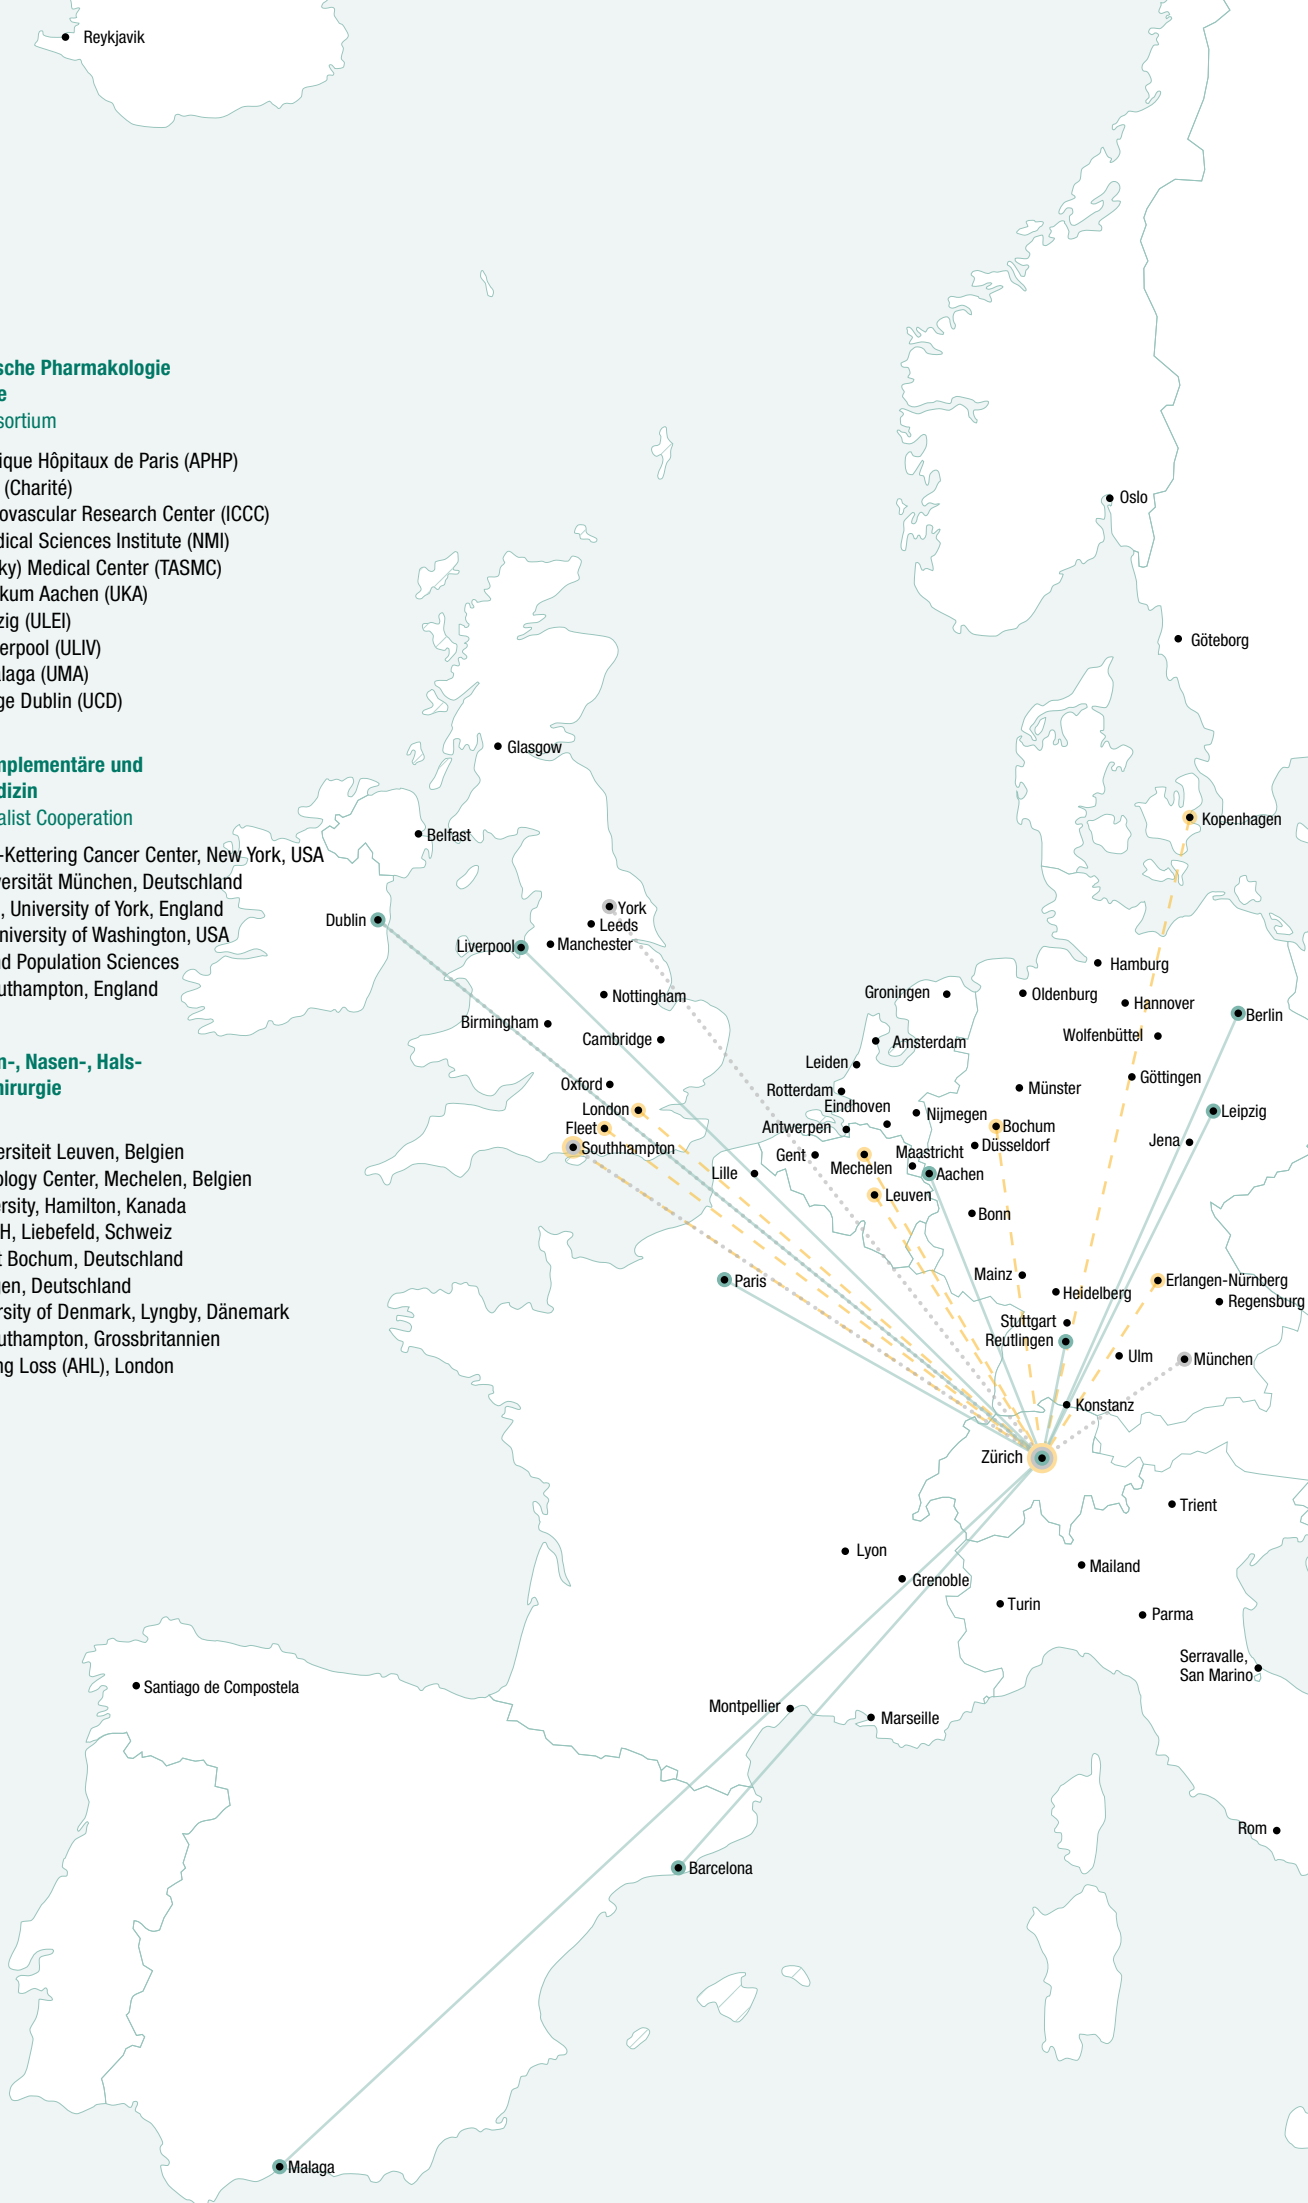 Reykjavik
sche Pharmakologie
e
sortium
ique Hôpitaux de Paris (APHP)
(Charité)
ovascular Research Center (ICCC)
dical Sciences Institute (NMI)
ky) Medical Center (TASMC)
kum Aachen (UKA)
zig (ULEI)
erpool (ULIV)
alaga (UMA)
ge Dublin (UCD)
mplementäre und
dizin
alist Cooperation
-Kettering Cancer Center, New York, USA
versität München, Deutschland
, University of York, England
niversity of Washington, USA
nd Population Sciences
uthampton, England
n-, Nasen-, Hals-
hirurgie
ersiteit Leuven, Belgien
ology Center, Mechelen, Belgien
ersity, Hamilton, Kanada
H, Liebefeld, Schweiz
t Bochum, Deutschland
gen, Deutschland
rsity of Denmark, Lyngby, Dänemark
outhampton, Grossbritannien
ng Loss (AHL), London
Oslo
Göteborg
Glasgow
Kopenhagen
Belfast
York
Dublin
Leeds
Liverpool
Manchester
Hamburg
Groningen
Oldenburg
Nottingham
Hannover
Berlin
Birmingham
Wolfenbüttel
Cambridge
Amsterdam
Leiden
Göttingen
Oxford
Münster
Rotterdam
Eindhoven
London
Nijmegen
Leipzig
Fleet
Antwerpen
Bochum
Jena
Southhampton
Düsseldorf
Gent
Maastricht
Mechelen
Lille
Aachen
Leuven
Bonn
Mainz
Paris
Erlangen-Nürnberg
Heidelberg
Regensburg
Stuttgart
Reutlingen
Ulm
München
Konstanz
Zürich
Trient
Lyon
Mailand
Grenoble
Turin
Parma
Serravalle,
San Marino
Santiago de Compostela
Montpellier
Marseille
Rom
Barcelona
Malaga